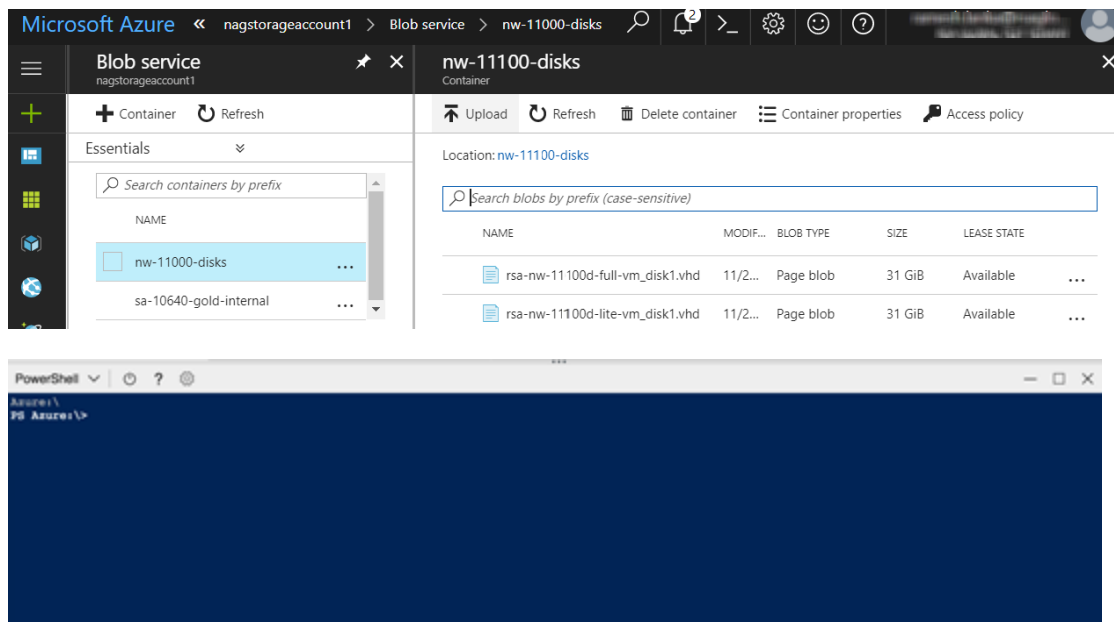 Microsoft Azure « nagstorageaccount1 > Blob service > nw-11000-disks 2 >_ ?
Blob service
nagstorageaccount1
Container
Refresh
Essentials
Search containers by prefix
NAME
nw-11000-disks ...
sa-10640-gold-internal ...
nw-11100-disks
Container
Upload Refresh Delete container Container properties Access policy
Location: nw-11100-disks
Search blobs by prefix (case-sensitive)
NAME MODIF... BLOB TYPE SIZE LEASE STATE
rsa-nw-11100d-full-vm_disk1.vhd 11/2... Page blob 31 GiB Available ...
rsa-nw-11100d-lite-vm_disk1.vhd 11/2... Page blob 31 GiB Available ...
PowerShell ?
Azure:\
PS Azure:\>